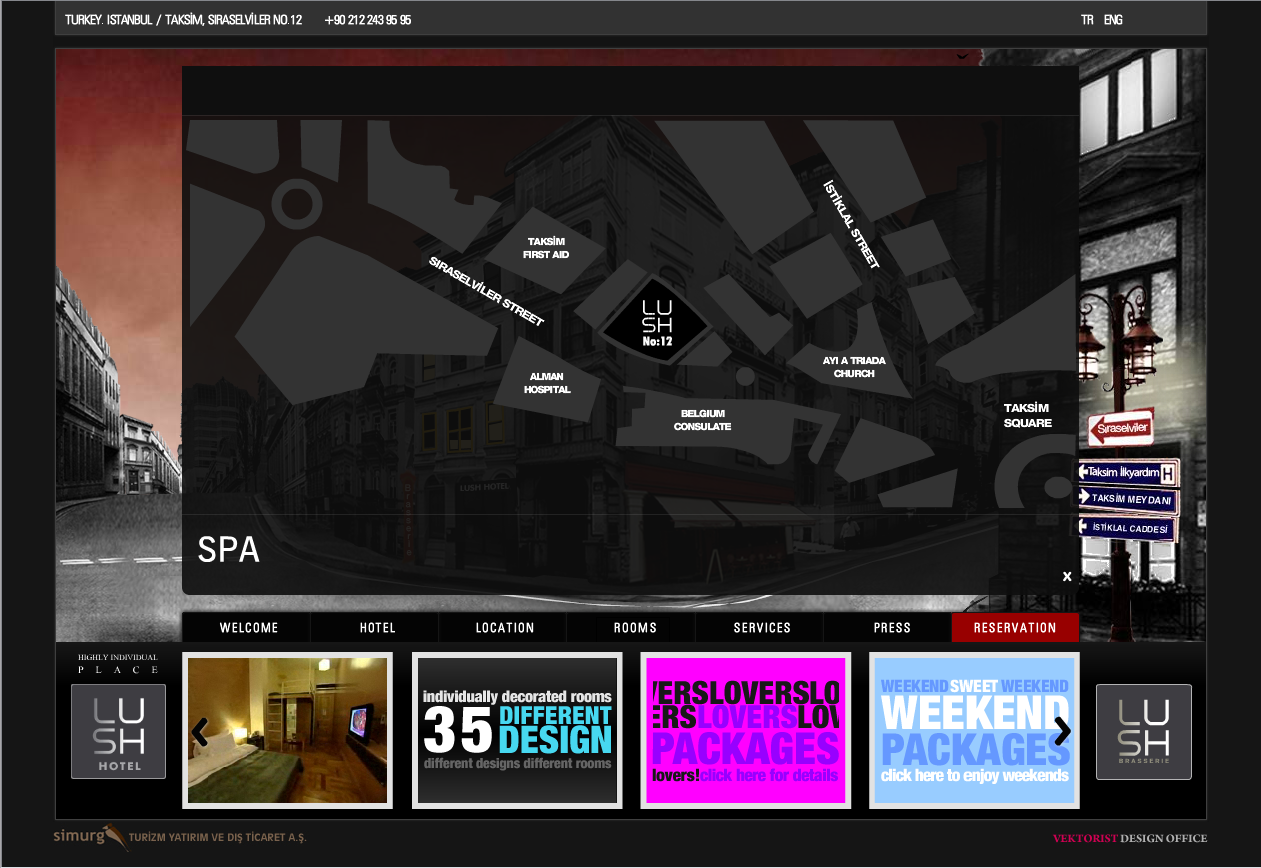 TURKEY. ISTANBUL / TAKSİM, SIRASELVİLER NO.12 +90 212 243 95 95
TR ENG
İSTİKLAL STREET
TAKSİM
FIRST AID
SIRASELVİLER STREET
LU
SH
No:12
AYI A TRIADA
CHURCH
ALMAN
HOSPITAL
BELGIUM
CONSULATE
TAKSİM
SQUARE
Sıraselviler
Taksim İlkyardım H
TAKSİM MEYDANI
İSTİKLAL CADDESİ
LUSH HOTEL
SPA
x
WELCOME HOTEL LOCATION ROOMS SERVICES PRESS RESERVATION
HIGHLY INDIVIDUAL
PLACE
LU
SH
HOTEL
individually decorated rooms
35 DIFFERENT
DESIGN
different designs different rooms
VERSLOVERSLO
ERSLOVERSLOV
PACKAGES
lovers!click here for details
WEEKEND SWEET WEEKEND
WEEKEND
PACKAGES
click here to enjoy weekends
LU
SH
BRASSERIE
simurg TURİZM YATIRIM VE DIŞ TİCARET A.Ş.
VEKTORIST DESIGN OFFICE